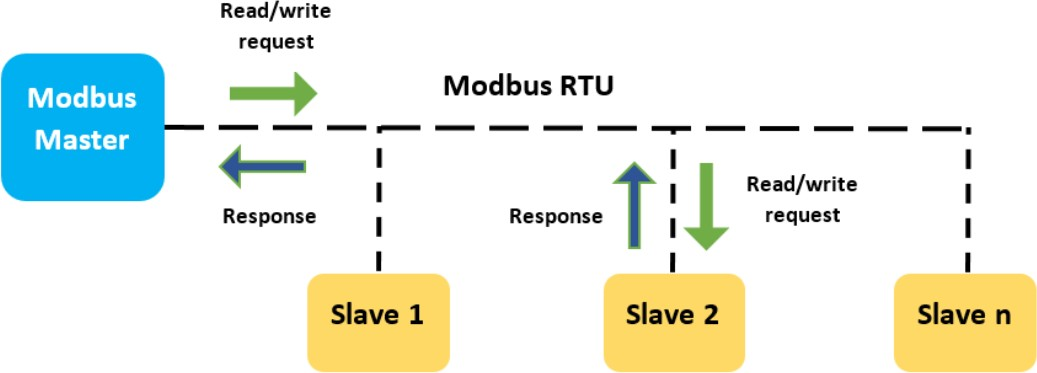 Read/write
request
Modbus RTU
Modbus
Master
Response
Response
Read/write
request
Slave 1
Slave 2
Slave n